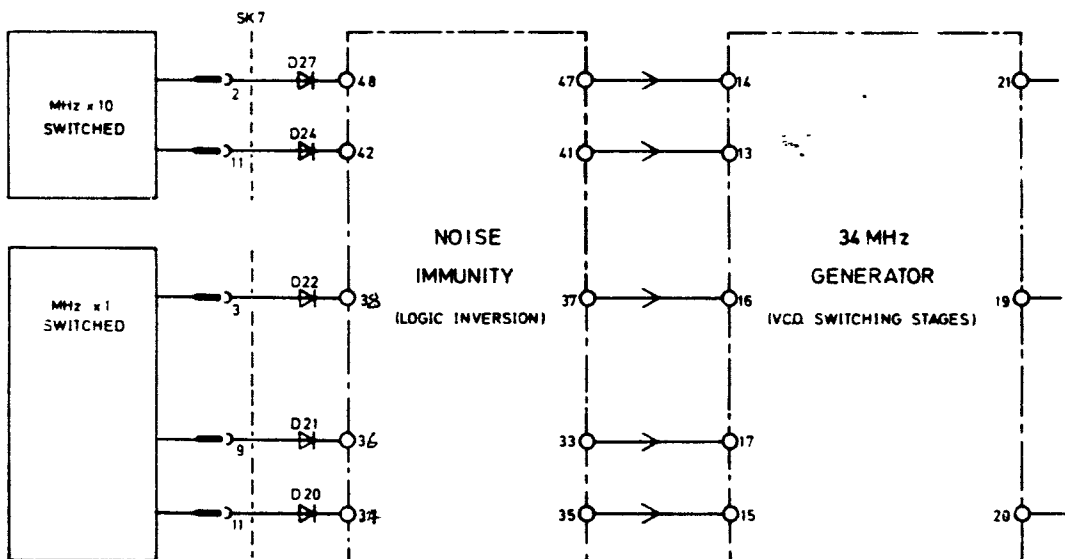 SK7
D27
48
47
14
21
MHz x 10
SWITCHED
2
D24
42
41
13
11
NOISE
IMMUNITY
(LOGIC INVERSION)
34 MHz
GENERATOR
(V.C.O. SWITCHING STAGES)
MHz x 1
SWITCHED
D22
38
37
16
19
3
D21
36
33
17
9
D20
35
15
20
11